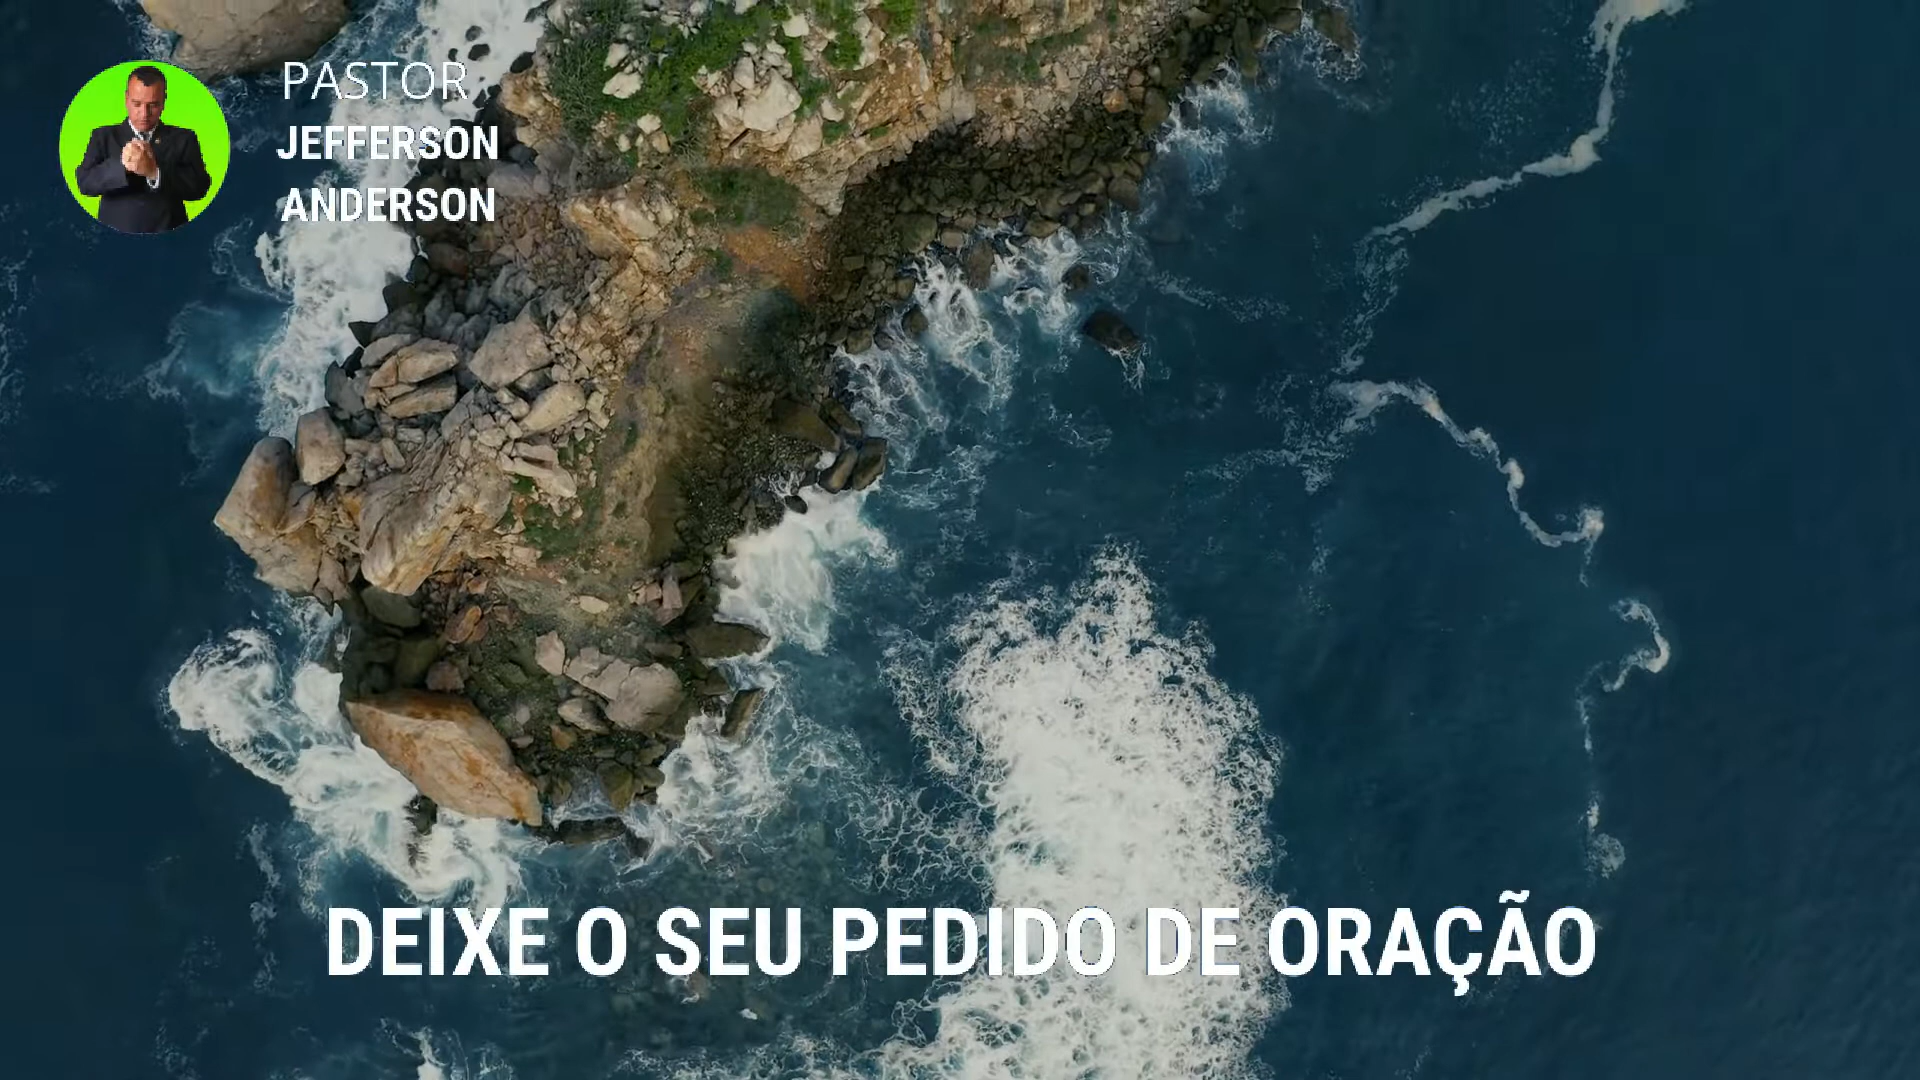 PASTOR
JEFFERSON
ANDERSON
DEIXE O SEU PEDIDO DE ORAÇÃO